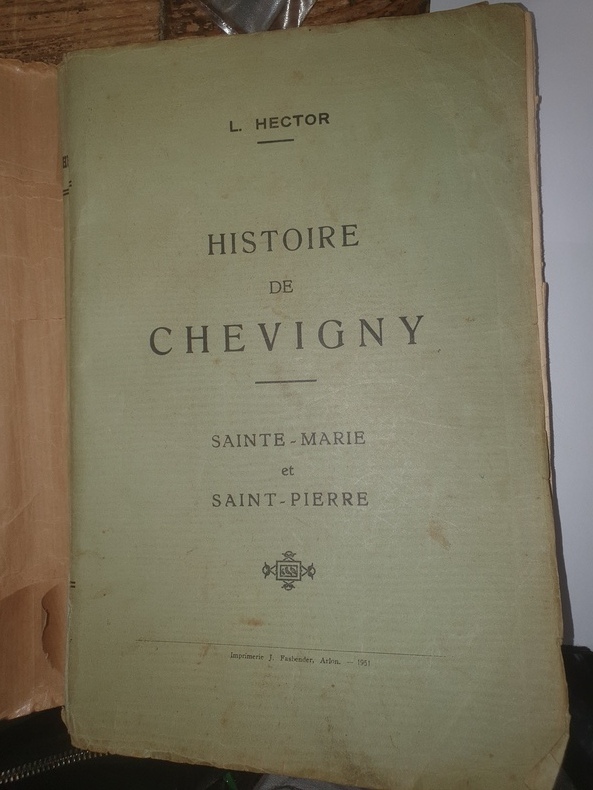 L. HECTOR
HISTOIRE
DE
CHEVIGNY
SAINTE-MARIE
et
SAINT-PIERRE
Imprimerie J. Fasbender, Arlon. — 1951